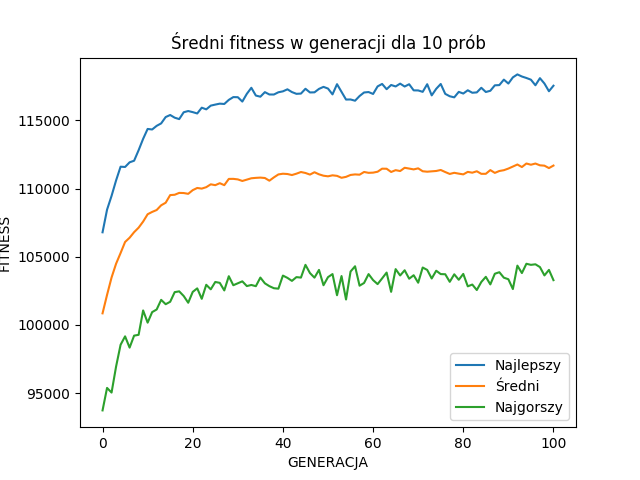 Średni fitness w generacji dla 10 prób
FITNESS
115000
110000
105000
100000
95000
0 20 40 60 80 100
GENERACJA
Najlepszy
Średni
Najgorszy